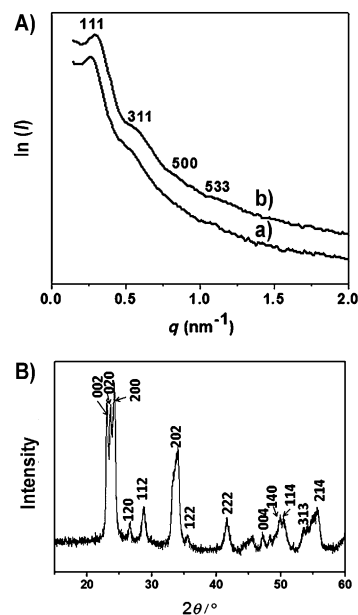 A)
111
311
500
533
b)
a)
ln (I)
0.0 0.5 1.0 1.5 2.0
q (nm⁻¹)
B)
002
020
200
120
112
202
122
222
004
140
114
313
214
Intensity
20 30 40 50 60
2θ/°